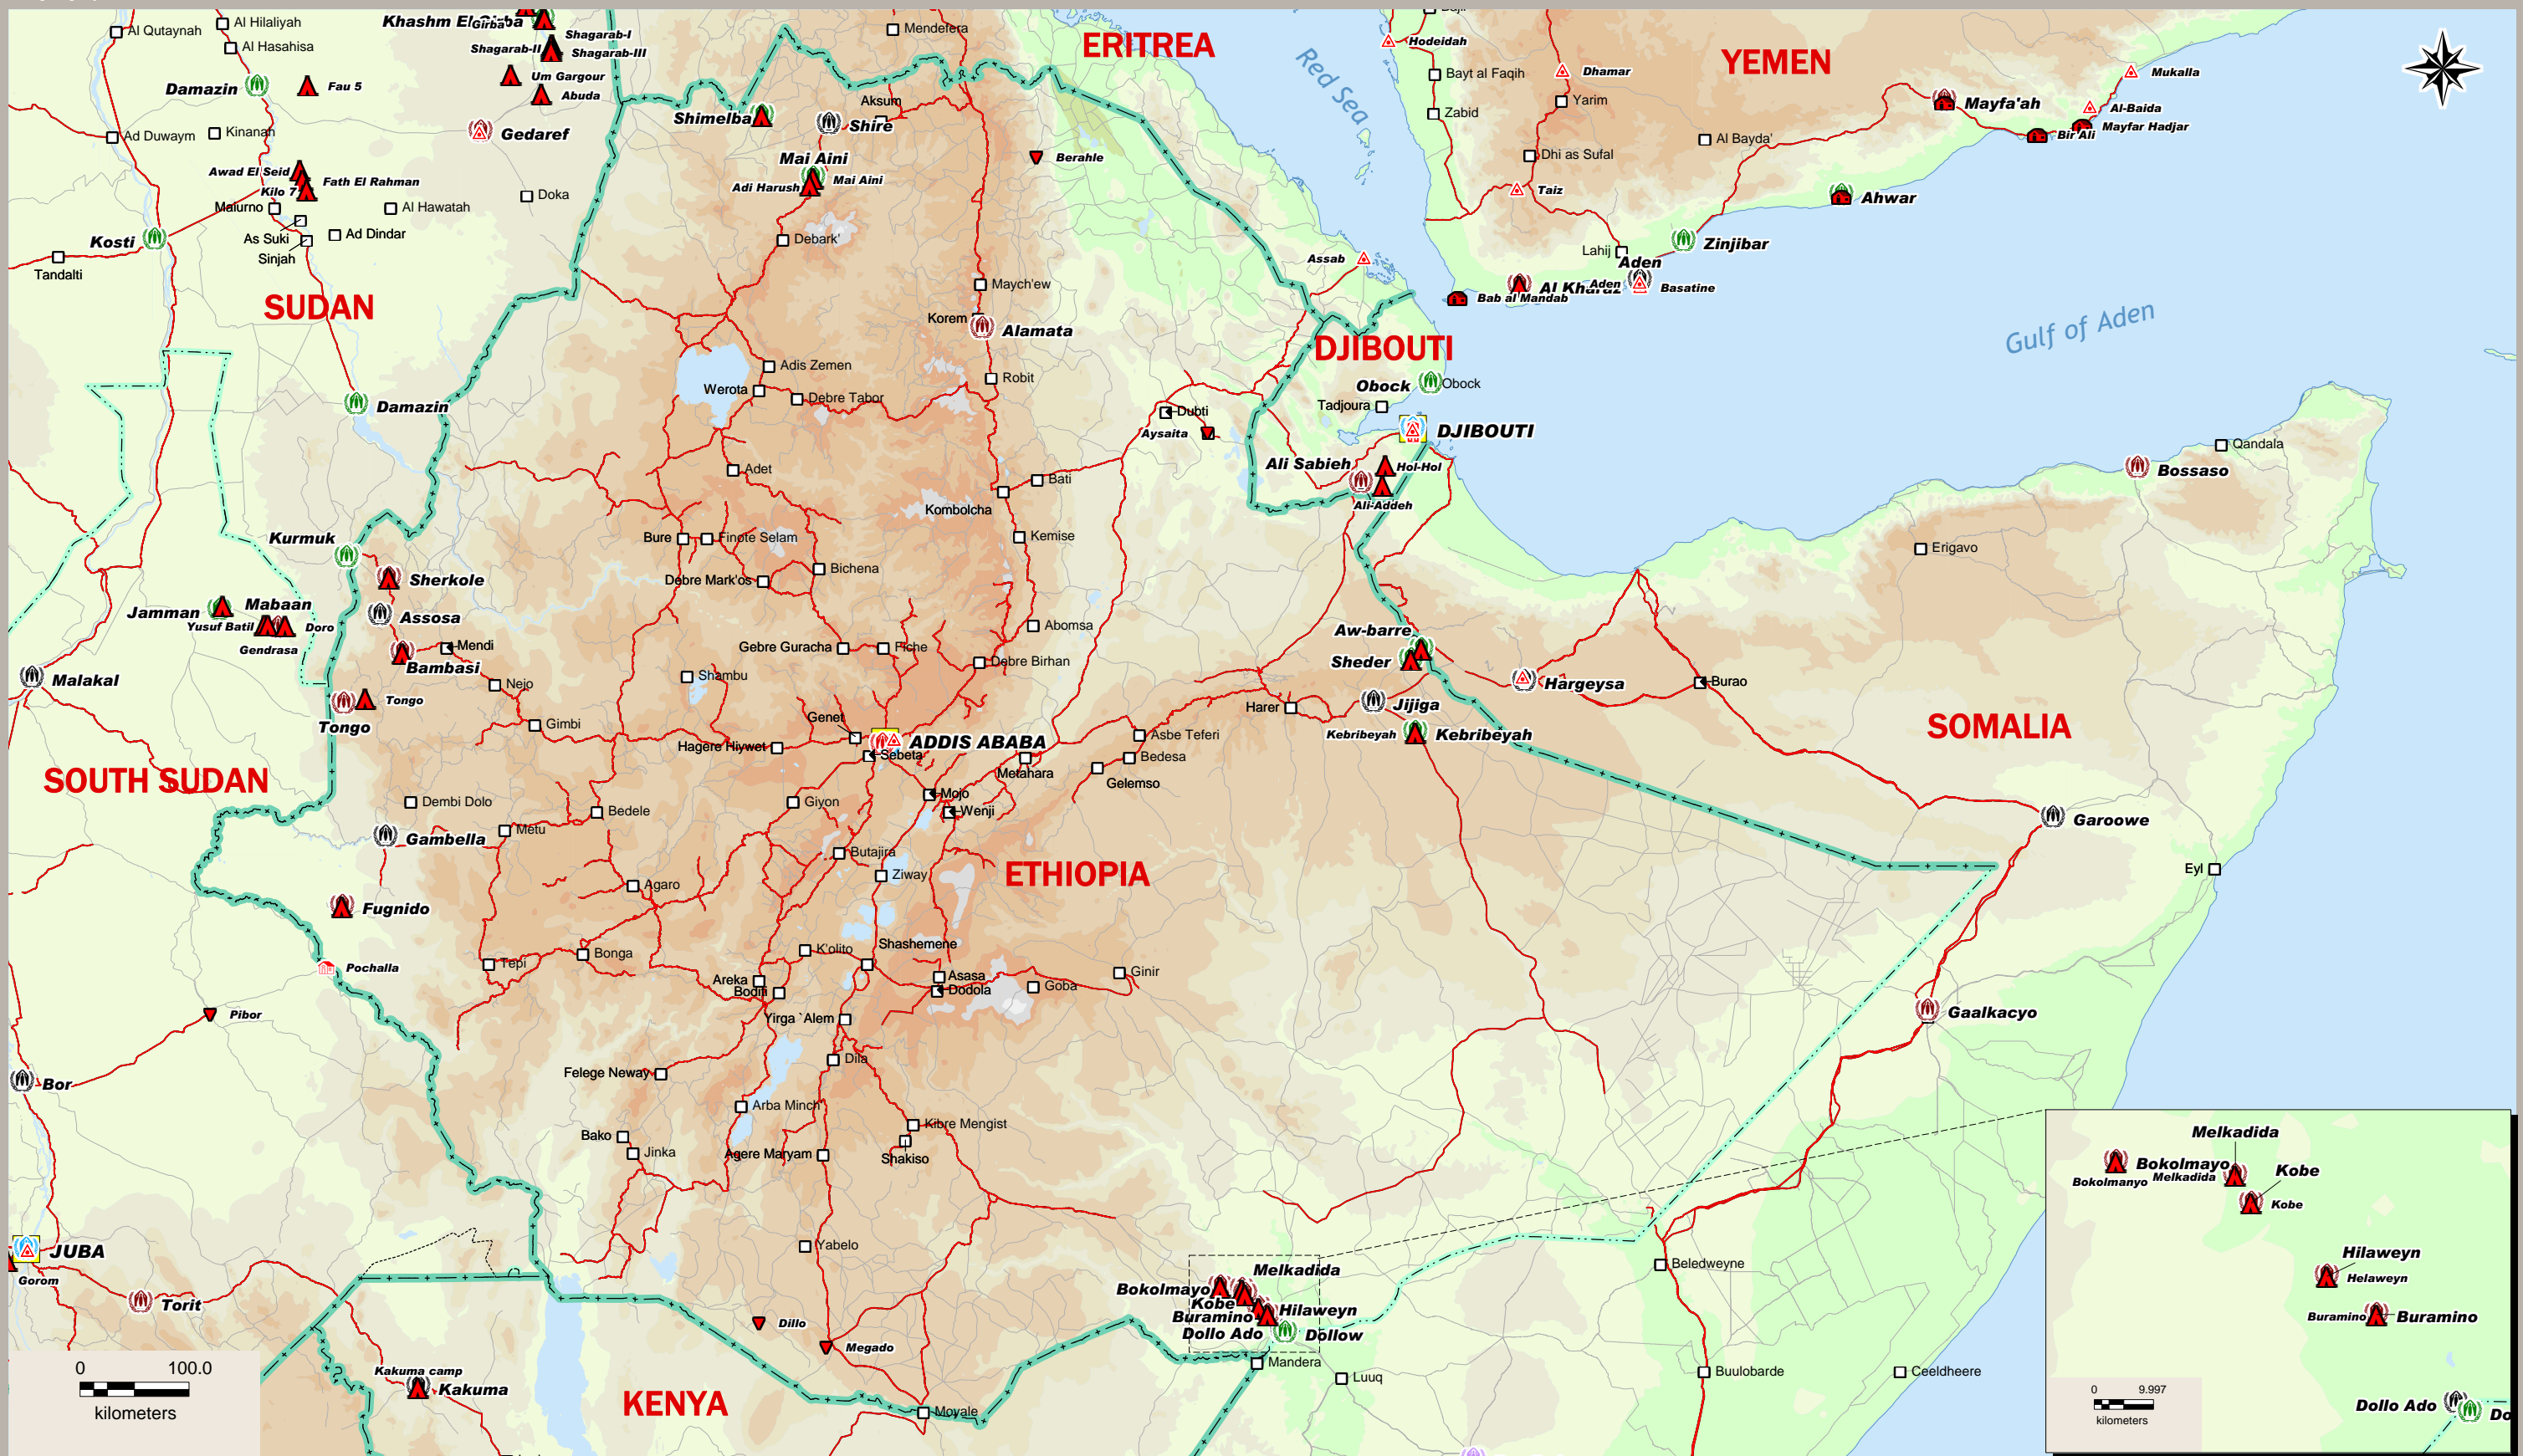 Al Qutaynah
Al Hilaliyah
Al Hasahisa
Khashm El Girba
Girba
Shagarab-I
Shagarab-II
Shagarab-III
Mendefera
ERITREA
Red Sea
Hodeidah
Bayt al Faqih
Dhamar
YEMEN
Mukalla
Damazin
Fau 5
Um Gargour
Abuda
Aksum
Yarim
Mayfa'ah
Al-Baida
Shimelba
Shire
Zabid
Ad Duwaym
Kinanah
Gedaref
Al Bayda'
Bir Ali
Mayfar Hadjar
Mai Aini
Berahle
Dhi as Sufal
Awad El Seid
Fath El Rahman
Kilo 7
Adi Harush
Mai Aini
Taiz
Ahwar
Maiurno
Al Hawatah
Doka
As Suki
Ad Dindar
Kosti
Sinjah
Debark'
Zinjibar
Lahij
Tandalti
Assab
Aden
SUDAN
Maych'ew
Al Kharaz
Aden
Basatine
Bab al Mandab
Gulf of Aden
Korem
Alamata
DJIBOUTI
Adis Zemen
Robit
Obock
Obock
Werota
Debre Tabor
Damazin
Dubti
Tadjoura
Aysaita
DJIBOUTI
Qandala
Adet
Ali Sabieh
Hol-Hol
Bossaso
Bati
Kombolcha
Ali-Addeh
Kurmuk
Bure
Finote Selam
Kemise
Erigavo
Sherkole
Debre Mark'os
Bichena
Jamman
Mabaan
Assosa
Yusuf Batil
Doro
Abomsa
Aw-barre
Gendrasa
Mendi
Gebre Guracha
Fiche
Debre Birhan
Sheder
Bambasi
Malakal
Nejo
Shambu
Hargeysa
Burao
Tongo
Tongo
Gimbi
Genet
Harer
Jijiga
SOMALIA
Hagere Hiywet
ADDIS ABABA
Asbe Teferi
Kebribeyah
Kebribeyah
Sebeta
Metahara
Bedesa
Gelemso
SOUTH SUDAN
Dembi Dolo
Bedele
Giyon
Mojo
Wenji
Garoowe
Gambella
Metu
Butajira
ETHIOPIA
Eyl
Agaro
Ziway
Fugnido
Shashemene
K'olito
Bonga
Tepi
Pochalla
Areka
Asasa
Ginir
Boditi
Dodola
Goba
Pibor
Yirga `Alem
Gaalkacyo
Dila
Felege Neway
Bor
Arba Minch
Kibre Mengist
Bako
Jinka
Agere Maryam
Shakiso
Melkadida
Bokolmayo
Kobe
Bokolmanyo
Melkadida
Kobe
JUBA
Gorom
Yabelo
Beledweyne
Hilaweyn
Helaweyn
Melkadida
Bokolmayo
Kobe
Hilaweyn
Buramino
Buramino
Buramino
Torit
Dillo
Dollo Ado
Dollow
Megado
Mandera
0 100.0
kilometers
Kakuma camp
Kakuma
KENYA
Luuq
Buulobarde
Ceeldheere
0 9.997
kilometers
Dollo Ado
Do
Moyale